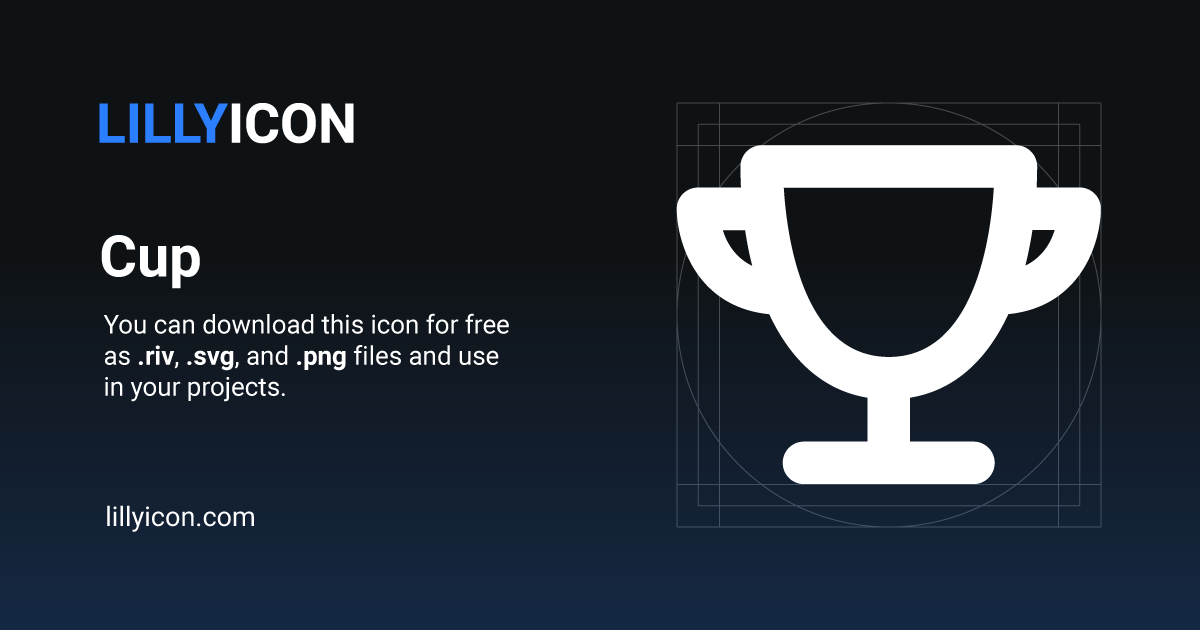 LILLYICON
Cup
You can download this icon for free
as .riv, .svg, and .png files and use
in your projects.
lillyicon.com